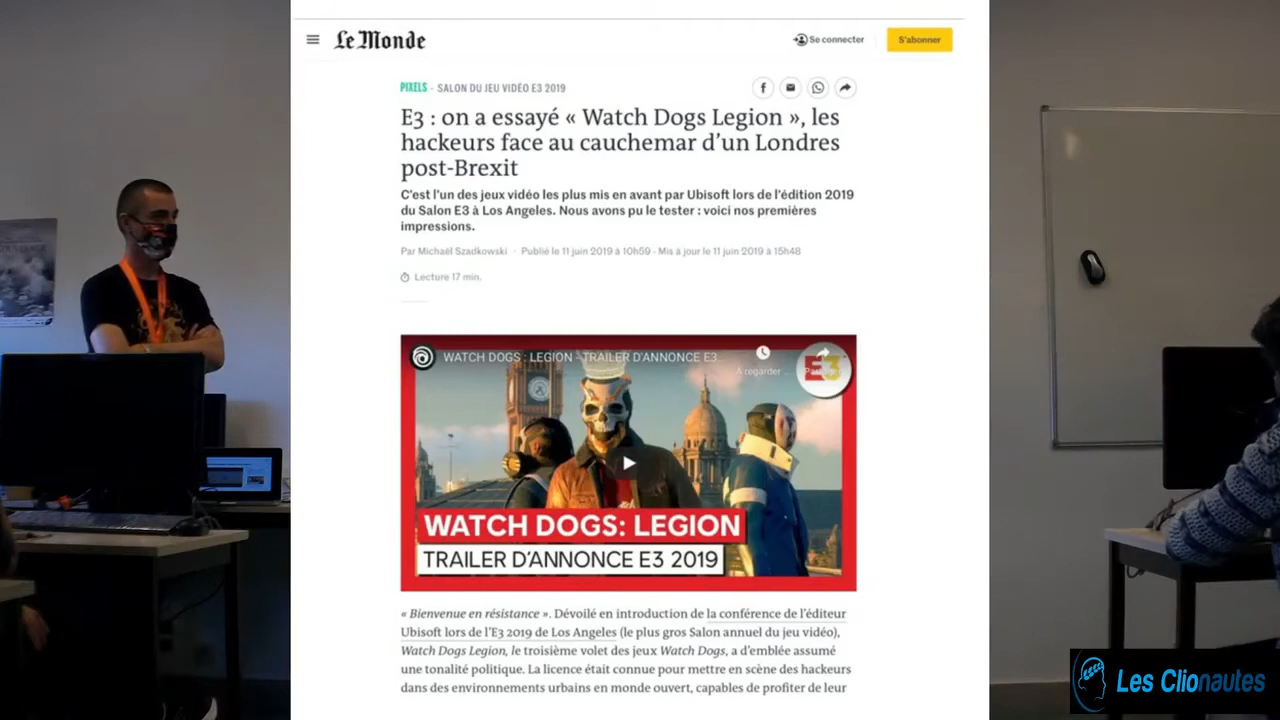 Le Monde
Se connecter
S'abonner
PIXELS - SALON DU JEU VIDÉO E3 2019
E3 : on a essayé « Watch Dogs Legion », les
hackeurs face au cauchemar d'un Londres
post-Brexit
C'est l'un des jeux vidéo les plus mis en avant par Ubisoft lors de l'édition 2019
du Salon E3 à Los Angeles. Nous avons pu le tester : voici nos premières
impressions.
Par Michaël Szadkowski · Publié le 11 juin 2019 à 10h59 - Mis à jour le 11 juin 2019 à 15h48
Lecture 17 min.
WATCH DOGS : LEGION - TRAILER D'ANNONCE E3...
À regarder ...
E3
WATCH DOGS: LEGION
TRAILER D'ANNONCE E3 2019
« Bienvenue en résistance ». Dévoilé en introduction de la conférence de l'éditeur
Ubisoft lors de l'E3 2019 de Los Angeles (le plus gros Salon annuel du jeu vidéo),
Watch Dogs Legion, le troisième volet des jeux Watch Dogs, a d'emblée assumé
une tonalité politique. La licence était connue pour mettre en scène des hackeurs
dans des environnements urbains en monde ouvert, capables de profiter de leur
Les Clionautes